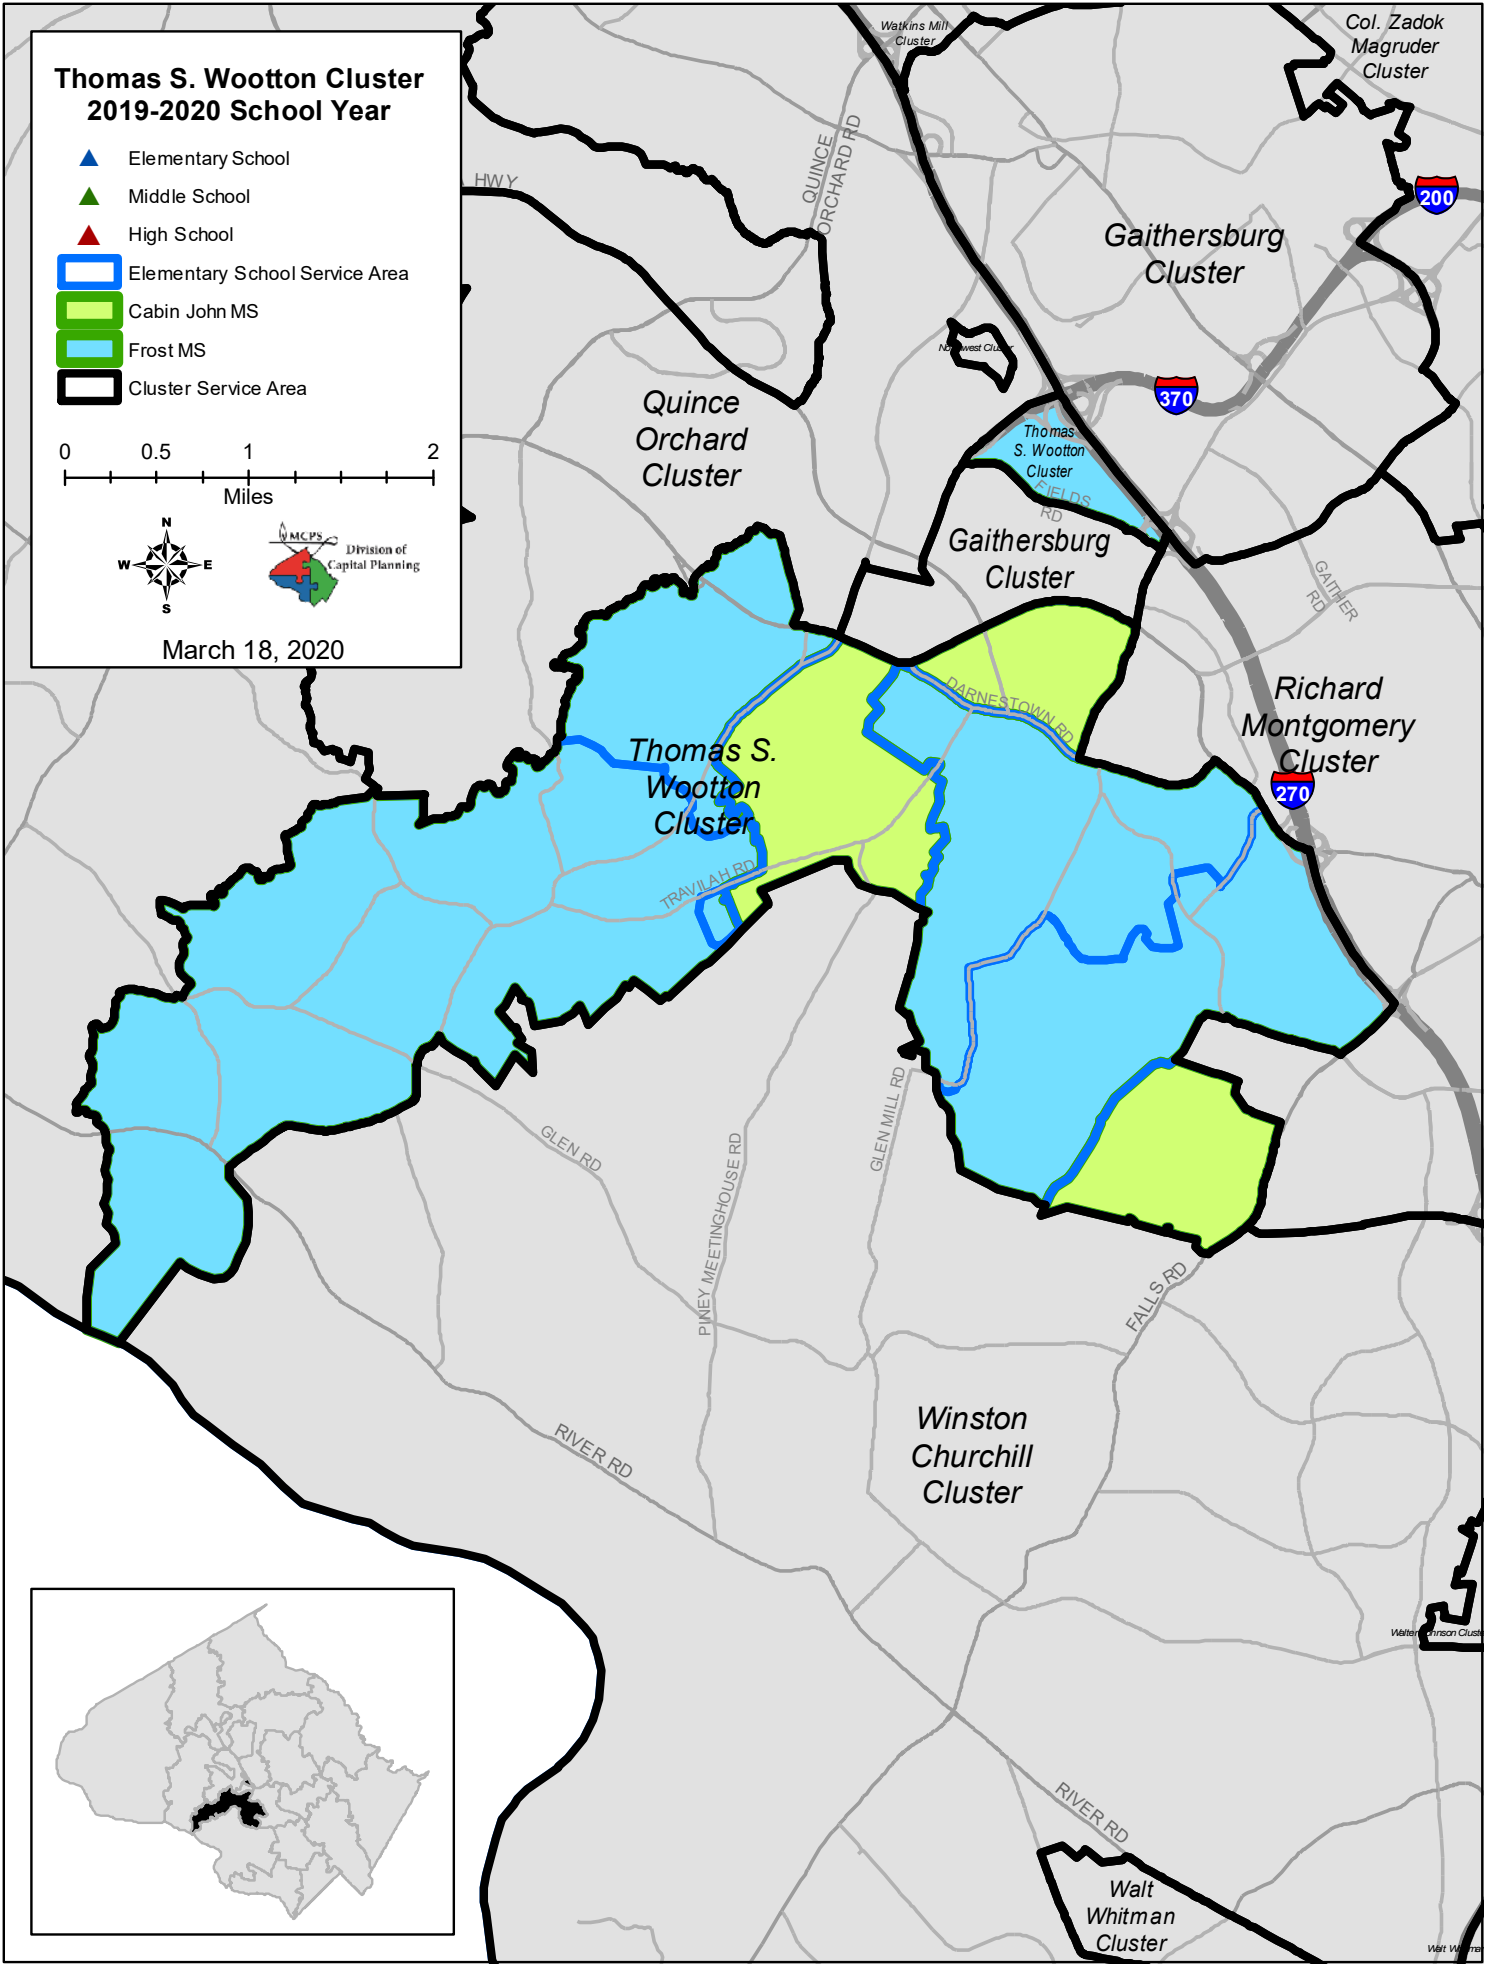 Thomas S. Wootton Cluster
2019-2020 School Year
Elementary School
Middle School
High School
Elementary School Service Area
Cabin John MS
Frost MS
Cluster Service Area
0 0.5 1 2
Miles
N
W E
S
MCPS
Division of
Capital Planning
March 18, 2020
Watkins Mill
Cluster
Col. Zadok
Magruder
Cluster
HWY
QUINCE
ORCHARD RD
200
Gaithersburg
Cluster
370
Quince
Orchard
Cluster
Thomas
S. Wootton
Cluster
FIELDS
RD
Gaithersburg
Cluster
GAITHER
RD
Richard
Montgomery
Cluster
270
DARNESTOWN RD
Thomas S.
Wootton
Cluster
TRAVILAH RD
GLEN RD
PINEY MEETINGHOUSE RD
GLEN MILL RD
FALLS RD
Winston
Churchill
Cluster
RIVER RD
Cluste
RIVER RD
Walt
Whitman
Cluster
Walt